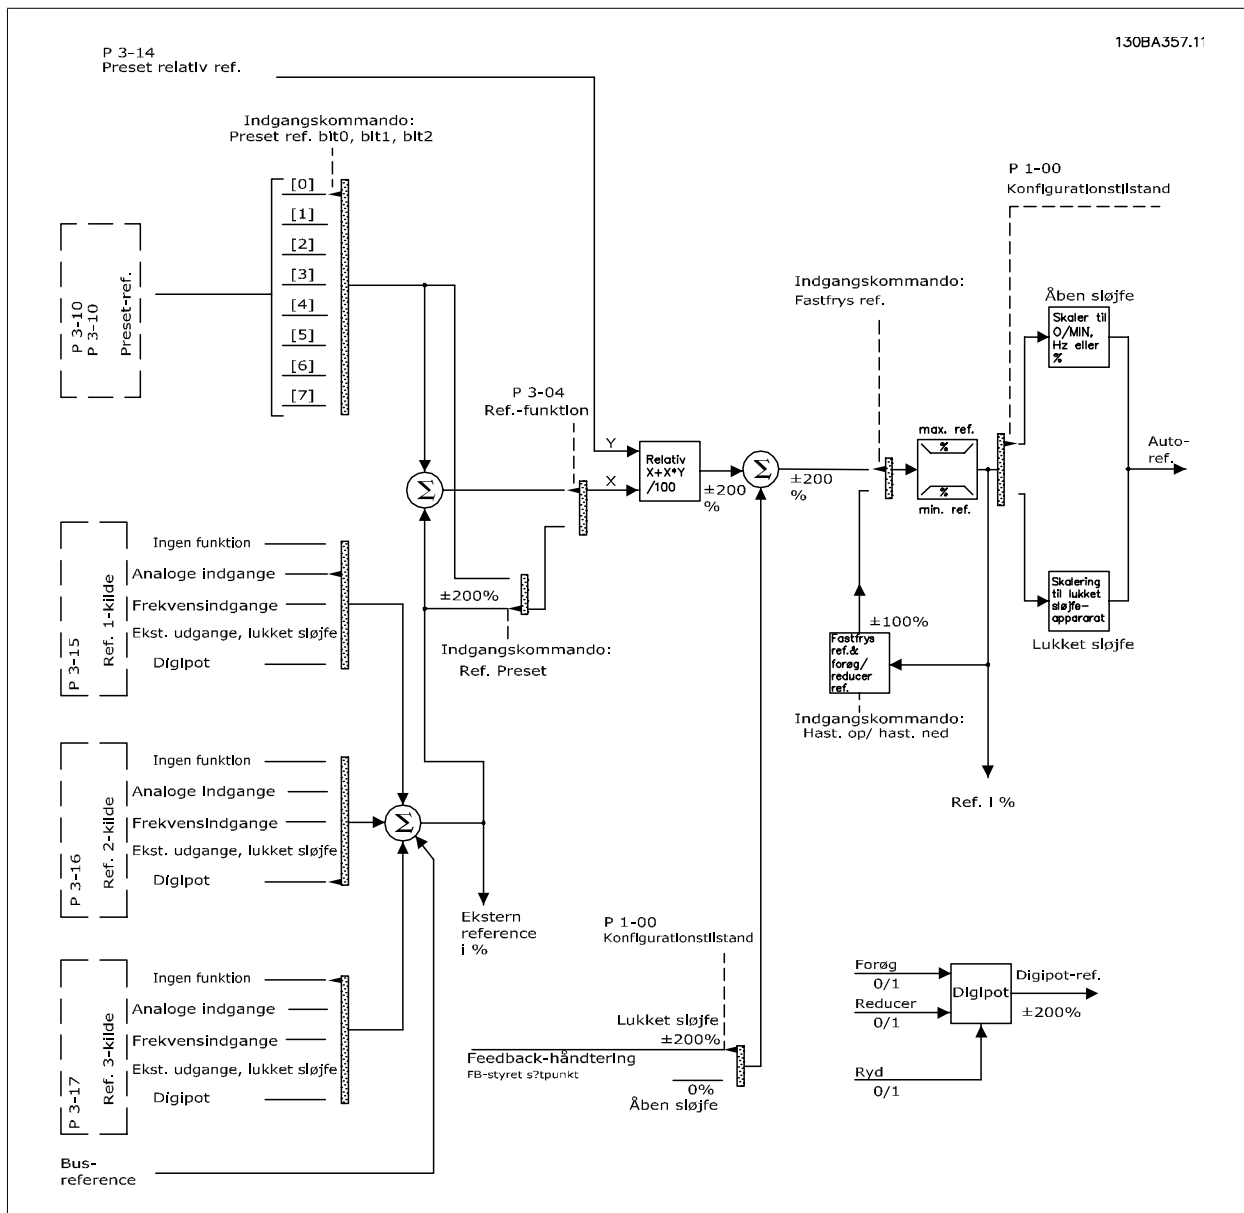 130BA357.11
P 3-14
Preset relativ ref.
Indgangskommando:
Preset ref. bit0, bit1, bit2
[0]
[1]
[2]
[3]
[4]
[5]
[6]
[7]
P 3-10
P 3-10
Preset-ref.
P 1-00
Konfigurationstilstand
Indgangskommando:
Fastfrys ref.
Åben sløjfe
Skaler til
O/MIN,
Hz eller
%
P 3-04
Ref.-funktion
Y
X
Relativ
X+X*Y
/100
±200
%
Σ
±200
%
max. ref.
%
%
min. ref.
Auto-
ref.
Σ
P 3-15
Ref. 1-kilde
Ingen funktion
Analoge indgange
Frekvensindgange
Ekst. udgange, lukket sløjfe
Digipot
±200%
Indgangskommando:
Ref. Preset
±100%
Fastfrys
ref.&
forøg/
reducer
ref.
Indgangskommando:
Hast. op/ hast. ned
Skalering
til lukket
sløjfe-
appararat
Lukket sløjfe
Ref. i %
P 3-16
Ref. 2-kilde
Ingen funktion
Analoge indgange
Frekvensindgange
Ekst. udgange, lukket sløjfe
Digipot
Σ
Ekstern
reference
i %
P 1-00
Konfigurationstilstand
Lukket sløjfe
±200%
Feedback-håndtering
FB-styret s?tpunkt
0%
Åben sløjfe
Forøg
0/1
Reducer
0/1
Ryd
0/1
Digipot
Digipot-ref.
±200%
P 3-17
Ref. 3-kilde
Ingen funktion
Analoge indgange
Frekvensindgange
Ekst. udgange, lukket sløjfe
Digipot
Bus-
reference